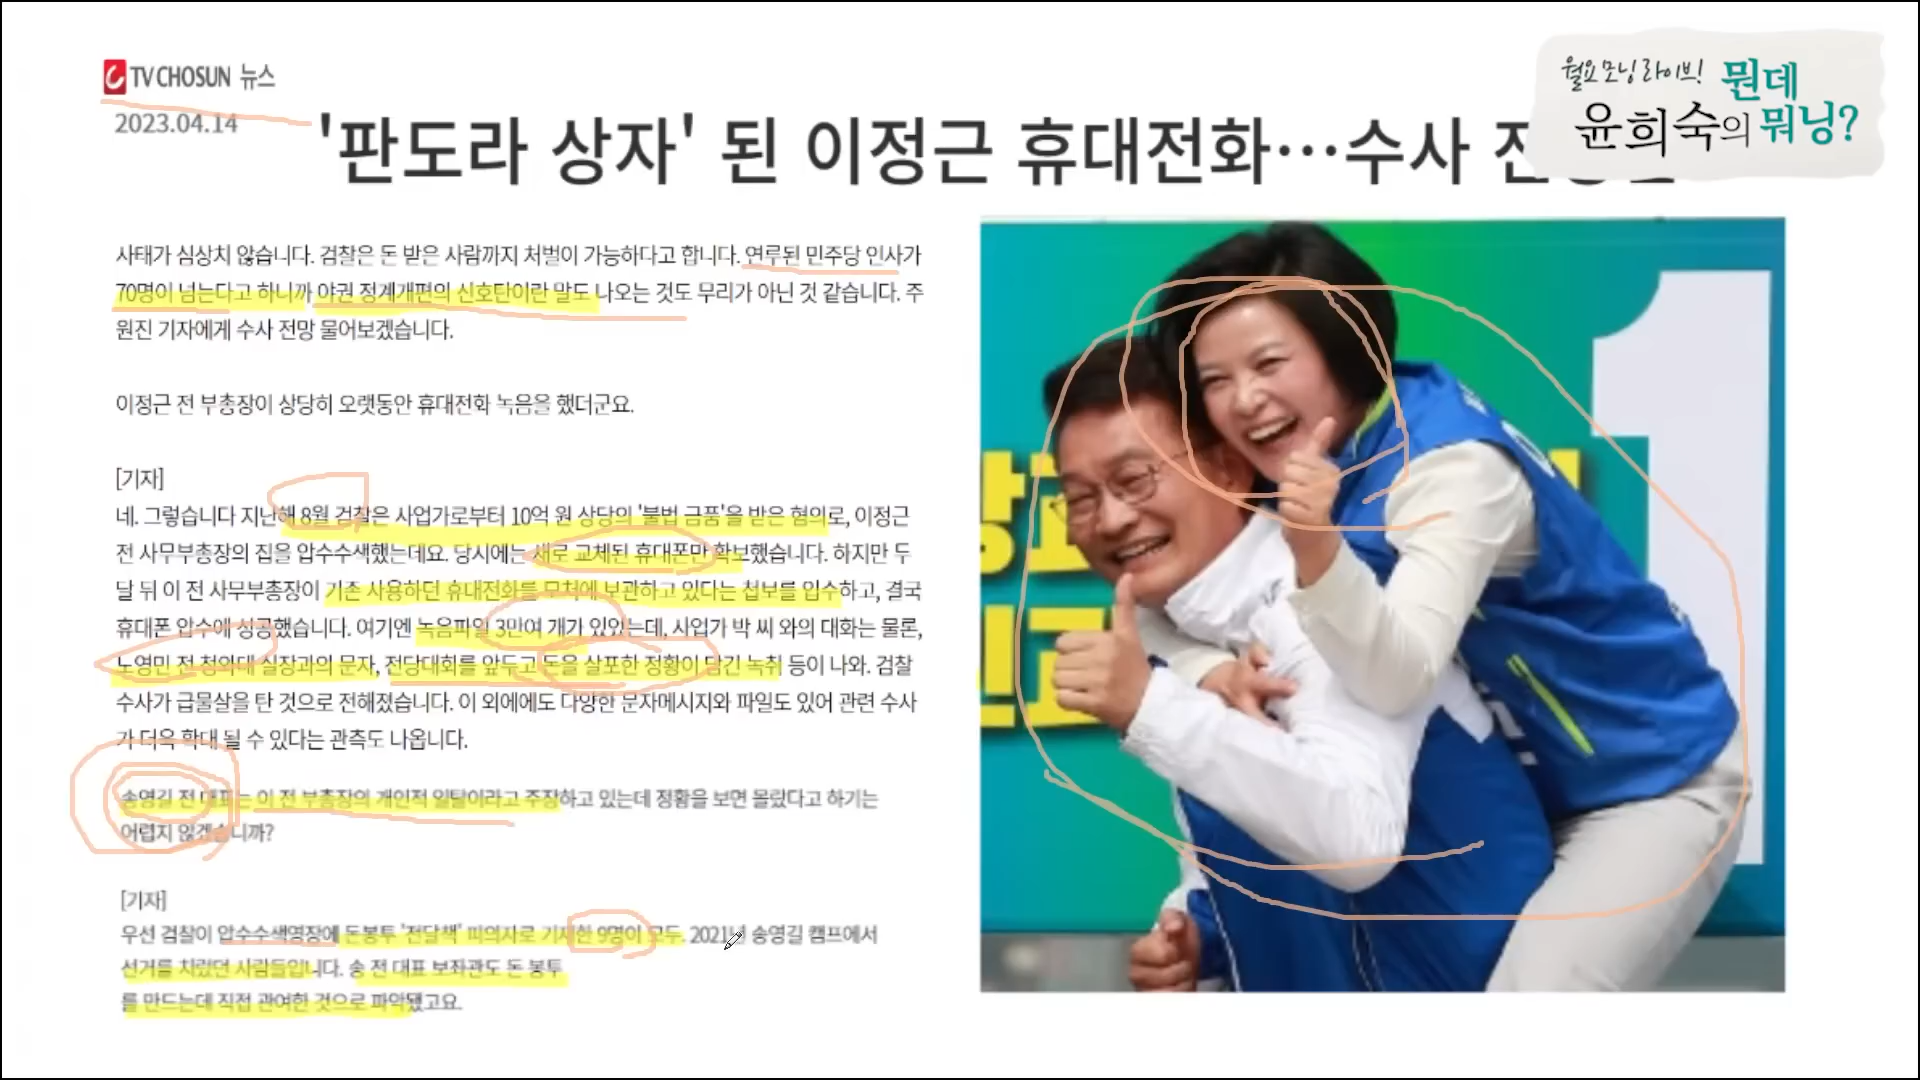 TV CHOSUN 뉴스
2023.04.14
월요 모닝 라이브!
뭔데
윤희숙의 뭐닝?
'판도라 상자' 된 이정근 휴대전화…수사
사태가 심상치 않습니다. 검찰은 돈 받은 사람까지 처벌이 가능하다고 합니다. 연루된 민주당 인사가
70명이 넘는다고 하니까 야권 정계개편의 신호탄이란 말도 나오는 것도 무리가 아닌 것 같습니다. 주
원진 기자에게 수사 전망 물어보겠습니다.
이정근 전 부총장이 상당히 오랫동안 휴대전화 녹음을 했더군요.
[기자]
네. 그렇습니다 지난해 8월 검찰은 사업가로부터 10억 원 상당의 '불법 금품'을 받은 혐의로, 이정근
전 사무부총장의 집을 압수수색했는데요. 당시에는 새로 교체된 휴대폰만 확보했습니다. 하지만 두
달 뒤 이 전 사무부총장이 기존 사용하던 휴대전화를 모처에 보관하고 있다는 첩보를 입수하고, 결국
휴대폰 압수에 성공했습니다. 여기엔 녹음파일 3만여 개가 있었는데, 사업가 박 씨 와의 대화는 물론,
노영민 전 청와대 실장과의 문자, 전당대회를 앞두고 돈을 살포한 정황이 담긴 녹취 등이 나와. 검찰
수사가 급물살을 탄 것으로 전해졌습니다. 이 외에에도 다양한 문자메시지와 파일도 있어 관련 수사
가 더욱 확대 될 수 있다는 관측도 나옵니다.
송영길 전 대표는 이 전 부총장의 개인적 일탈이라고 주장하고 있는데 정황을 보면 몰랐다고 하기는
어렵지 않겠습니까?
[기자]
우선 검찰이 압수수색영장에 돈봉투 '전달책' 피의자로 기재한 9명이 모두. 2021년 송영길 캠프에서
선거를 치렀던 사람들입니다. 송 전 대표 보좌관도 돈 봉투
를 만드는데 직접 관여한 것으로 파악됐고요.
1